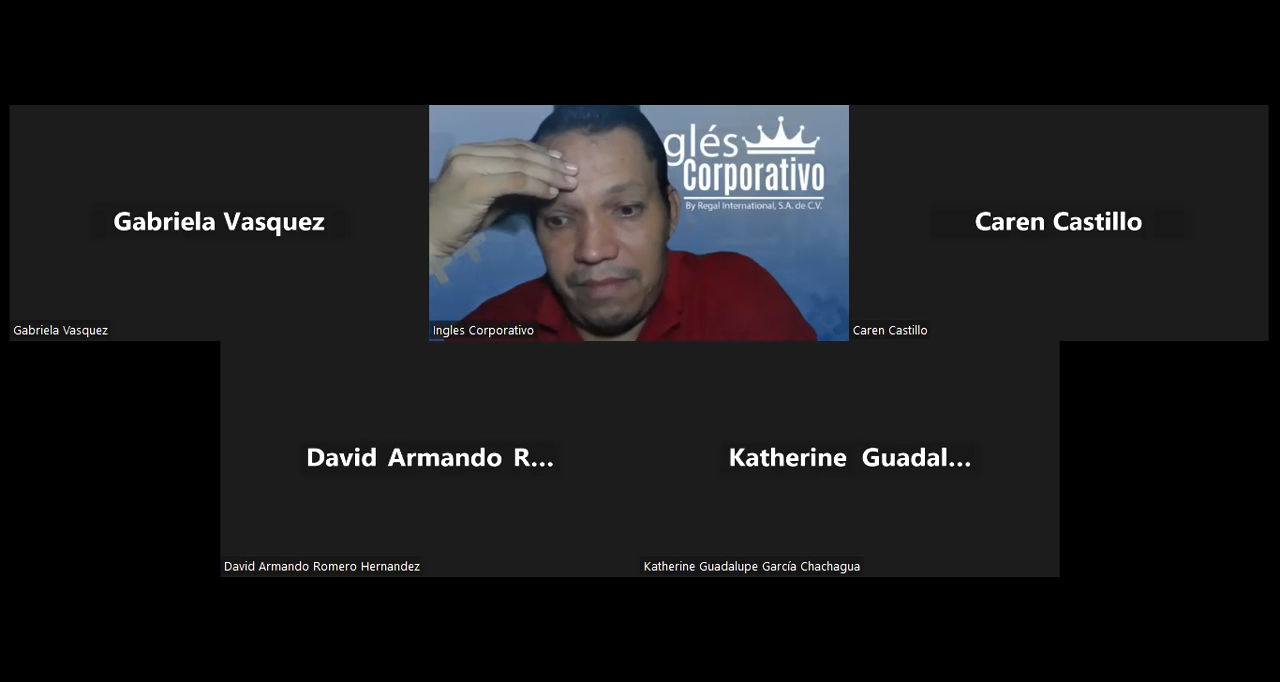 Gabriela Vasquez
glés
Corporativo
By Regal International, S.A. de C.V.
Caren Castillo
Gabriela Vasquez
Ingles Corporativo
Caren Castillo
David Armando R...
Katherine Guadal...
David Armando Romero Hernandez
Katherine Guadalupe García Chachagua